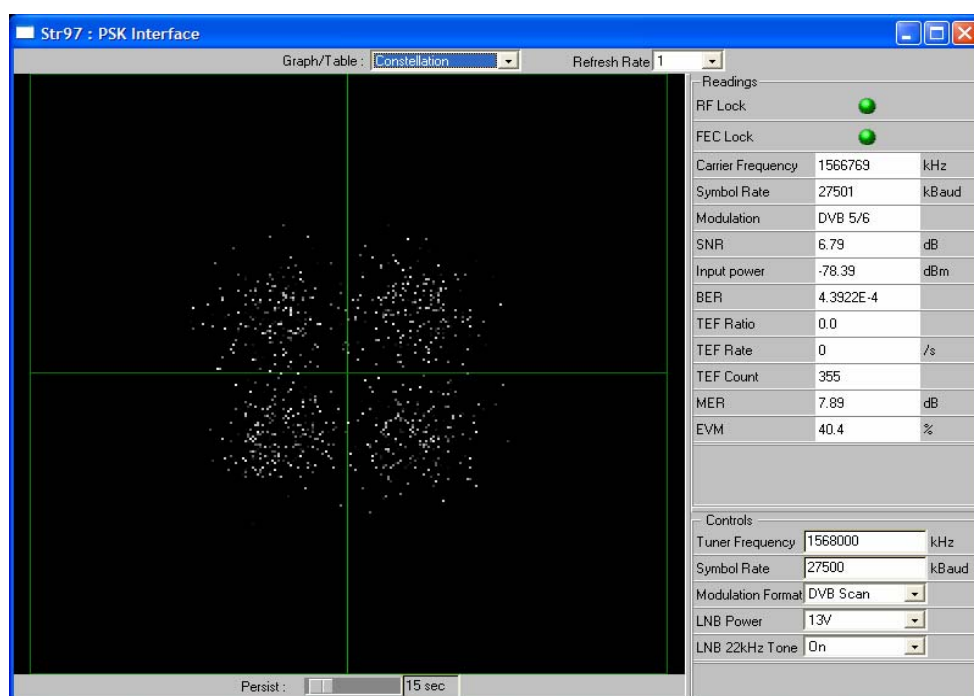 Str97 : PSK Interface
Graph/Table : Constellation Refresh Rate 1
Readings
RF Lock
FEC Lock
Carrier Frequency 1566769 kHz
Symbol Rate 27501 kBaud
Modulation DVB 5/6
SNR 6.79 dB
Input power -78.39 dBm
BER 4.3922E-4
TEF Ratio 0.0
TEF Rate 0 /s
TEF Count 355
MER 7.89 dB
EVM 40.4 %
Controls
Tuner Frequency 1568000 kHz
Symbol Rate 27500 kBaud
Modulation Format DVB Scan
LNB Power 13V
LNB 22kHz Tone On
Persist : 15 sec